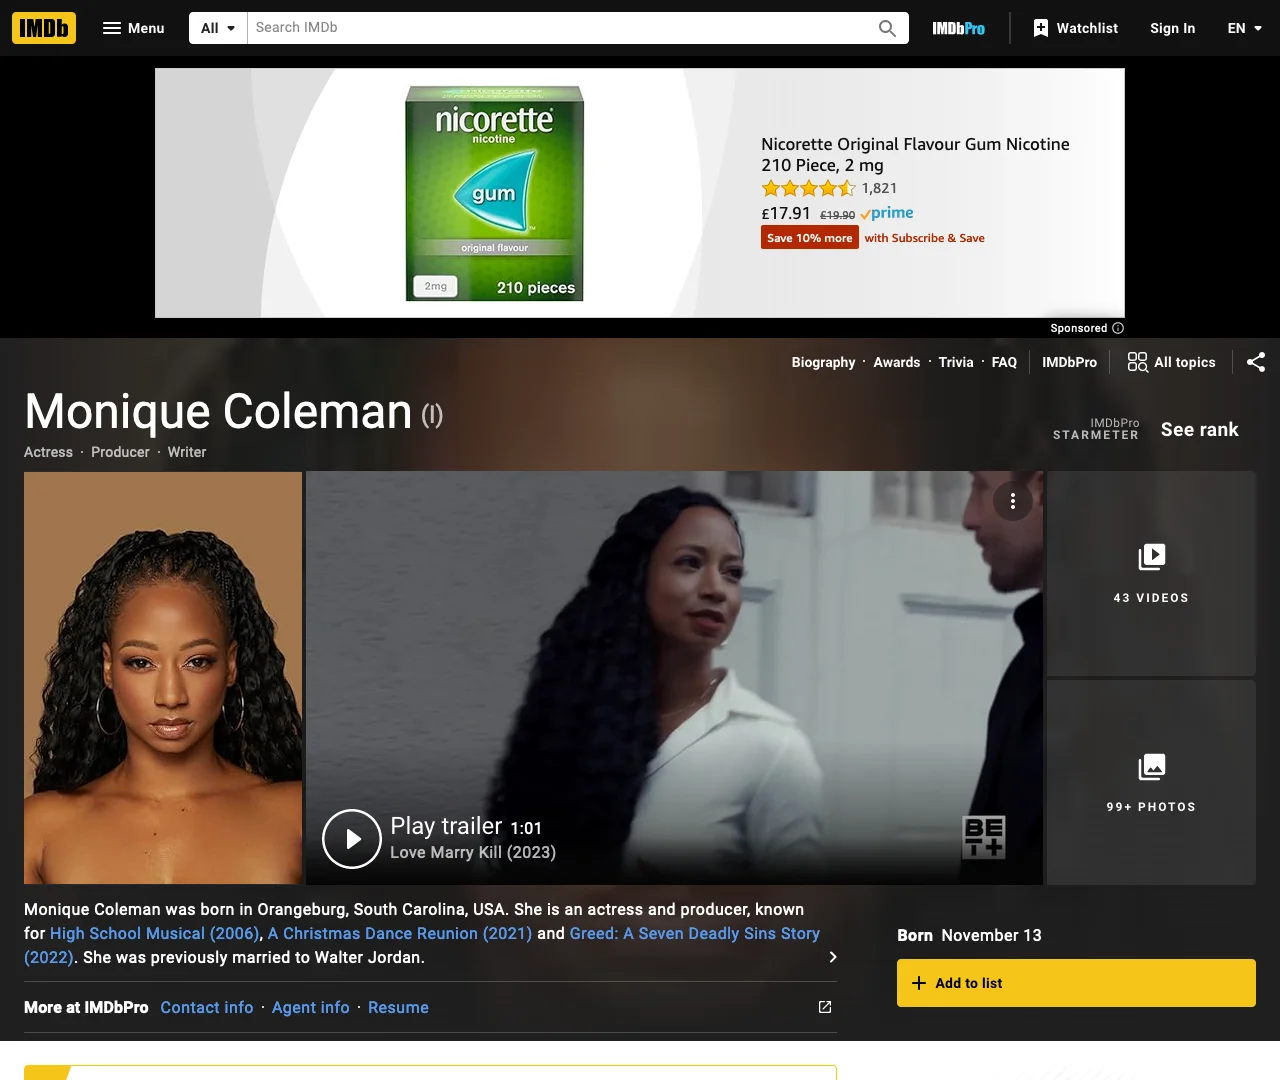 IMDb Menu All Search IMDb IMDbPro Watchlist Sign In EN
nicorette
nicotine
gum
TM
original flavour
2mg 210 pieces
Nicorette Original Flavour Gum Nicotine
210 Piece, 2 mg
1,821
£17.91 £19.90 prime
Save 10% more with Subscribe & Save
Sponsored
Biography · Awards · Trivia · FAQ IMDbPro All topics
Monique Coleman (I)
Actress · Producer · Writer
IMDbPro
STARMETER See rank
43 VIDEOS
99+ PHOTOS
Play trailer 1:01
Love Marry Kill (2023)
BE
T+
Monique Coleman was born in Orangeburg, South Carolina, USA. She is an actress and producer, known
for High School Musical (2006), A Christmas Dance Reunion (2021) and Greed: A Seven Deadly Sins Story
(2022). She was previously married to Walter Jordan.
Born November 13
Add to list
More at IMDbPro Contact info · Agent info · Resume